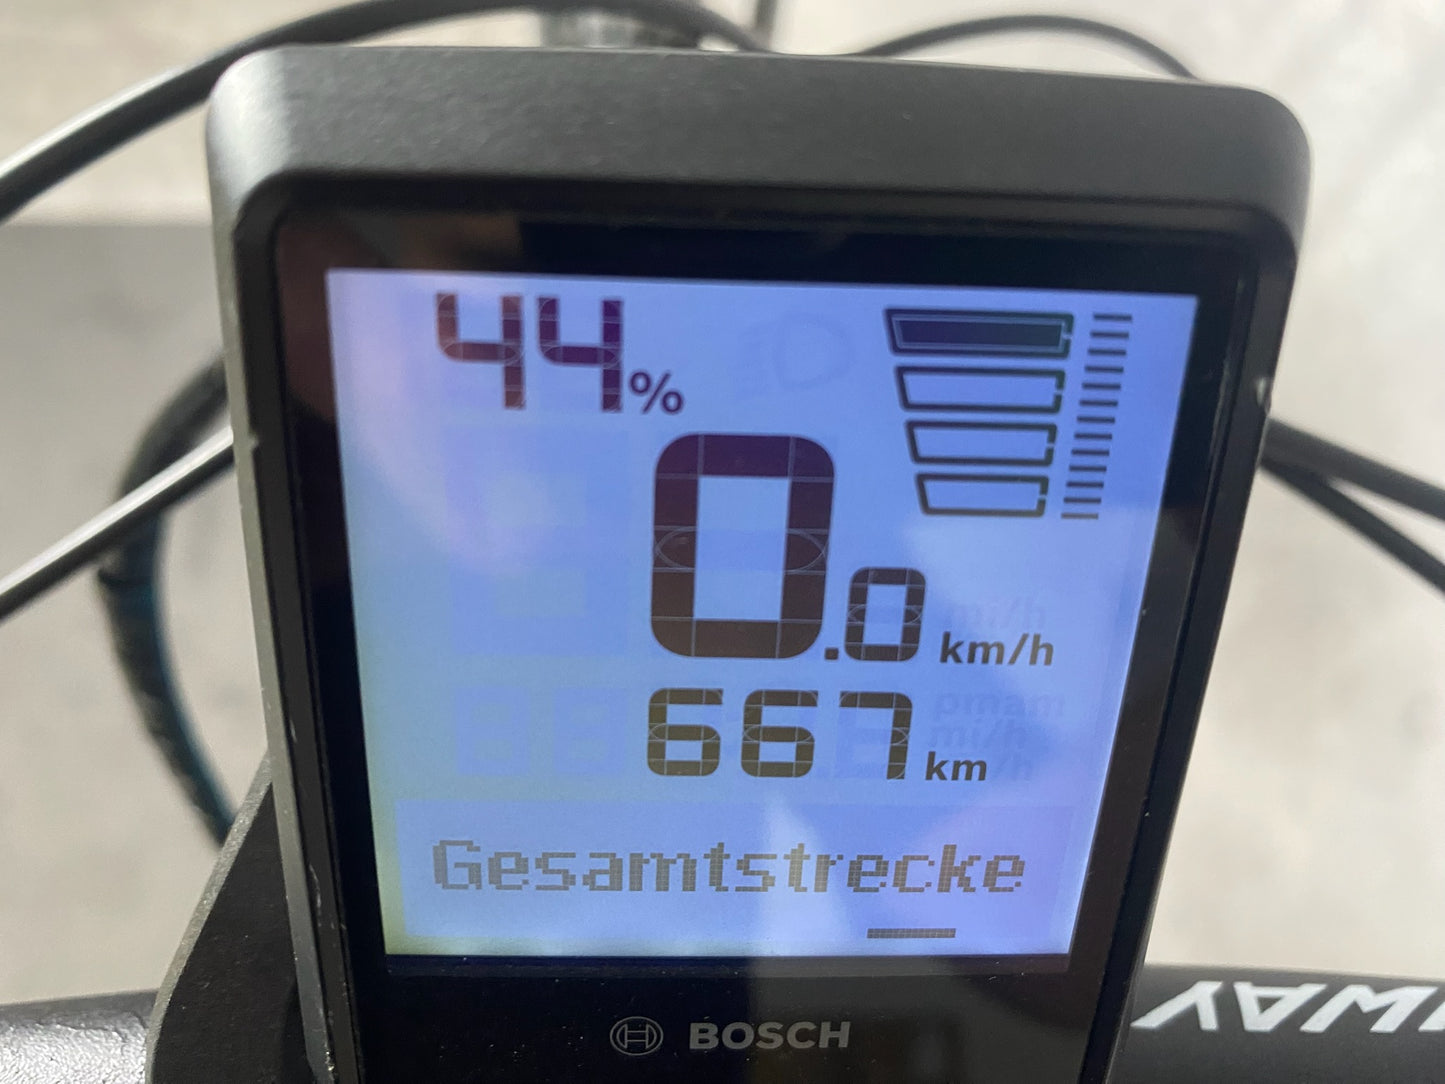 44%
0.0 km/h
667 km
Gesamtstrecke
BOSCH
WAY